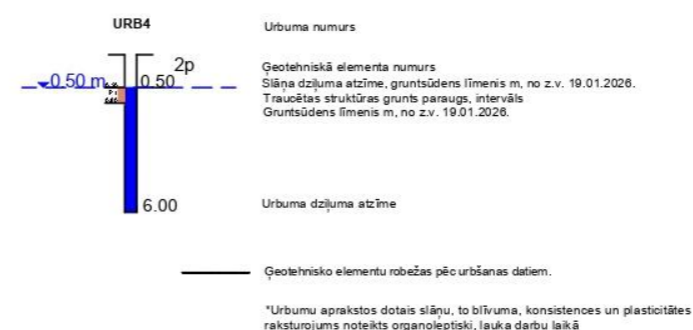 URB4 Urbuma numurs
2p Ģeotehniskā elementa numurs
0.50 m 0.50 Slāņa dziļuma atzīme, gruntsūdens līmenis m, no z.v. 19.01.2026.
Traucētas struktūras grunts paraugs, intervāls
Gruntsūdens līmenis m, no z.v. 19.01.2026.
6.00 Urbuma dziļuma atzīme
Ģeotehnisko elementu robežas pēc urbšanas datiem.
*Urbumu aprakstos dotais slāņu, to blīvuma, konsistences un plasticitātes
raksturojums noteikts organoleptiski, lauka darbu laikā